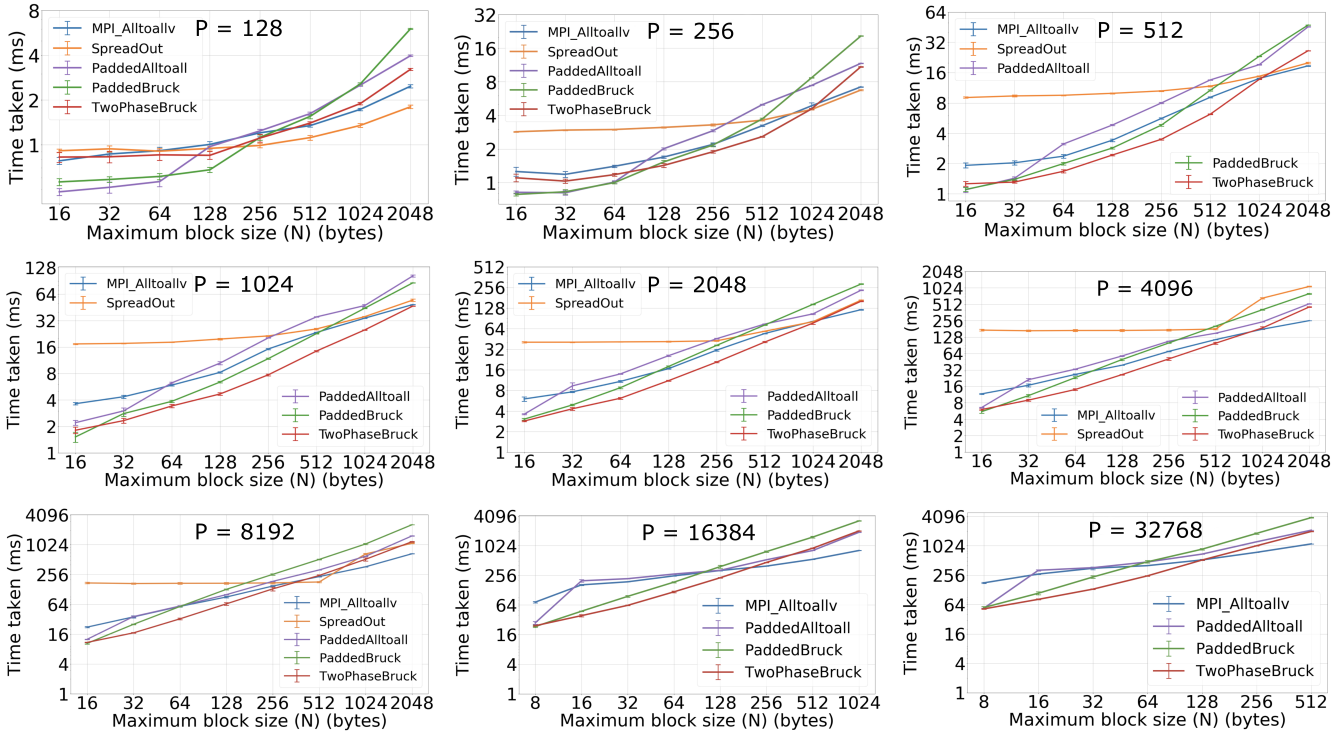 P = 128
Time taken (ms)
8
4
2
1
MPI_Alltoallv
SpreadOut
PaddedAlltoall
PaddedBruck
TwoPhaseBruck
16 32 64 128 256 512 1024 2048
Maximum block size (N) (bytes)
P = 256
Time taken (ms)
32
16
8
4
2
1
MPI_Alltoallv
SpreadOut
PaddedAlltoall
PaddedBruck
TwoPhaseBruck
16 32 64 128 256 512 1024 2048
Maximum block size (N) (bytes)
P = 512
Time taken (ms)
64
32
16
8
4
2
1
MPI_Alltoallv
SpreadOut
PaddedAlltoall
PaddedBruck
TwoPhaseBruck
16 32 64 128 256 512 1024 2048
Maximum block size (N) (bytes)
P = 1024
Time taken (ms)
128
64
32
16
8
4
2
1
MPI_Alltoallv
SpreadOut
PaddedAlltoall
PaddedBruck
TwoPhaseBruck
16 32 64 128 256 512 1024 2048
Maximum block size (N) (bytes)
P = 2048
Time taken (ms)
512
256
128
64
32
16
8
4
2
1
MPI_Alltoallv
SpreadOut
PaddedAlltoall
PaddedBruck
TwoPhaseBruck
16 32 64 128 256 512 1024 2048
Maximum block size (N) (bytes)
P = 4096
Time taken (ms)
2048
1024
512
256
128
64
32
16
8
4
2
1
MPI_Alltoallv
SpreadOut
PaddedAlltoall
PaddedBruck
TwoPhaseBruck
16 32 64 128 256 512 1024 2048
Maximum block size (N) (bytes)
P = 8192
Time taken (ms)
4096
1024
256
64
16
4
1
MPI_Alltoallv
SpreadOut
PaddedAlltoall
PaddedBruck
TwoPhaseBruck
16 32 64 128 256 512 1024 2048
Maximum block size (N) (bytes)
P = 16384
Time taken (ms)
4096
1024
256
64
16
4
1
MPI_Alltoallv
PaddedAlltoall
PaddedBruck
TwoPhaseBruck
8 16 32 64 128 256 512 1024
Maximum block size (N) (bytes)
P = 32768
Time taken (ms)
4096
1024
256
64
16
4
1
MPI_Alltoallv
PaddedAlltoall
PaddedBruck
TwoPhaseBruck
8 16 32 64 128 256 512
Maximum block size (N) (bytes)